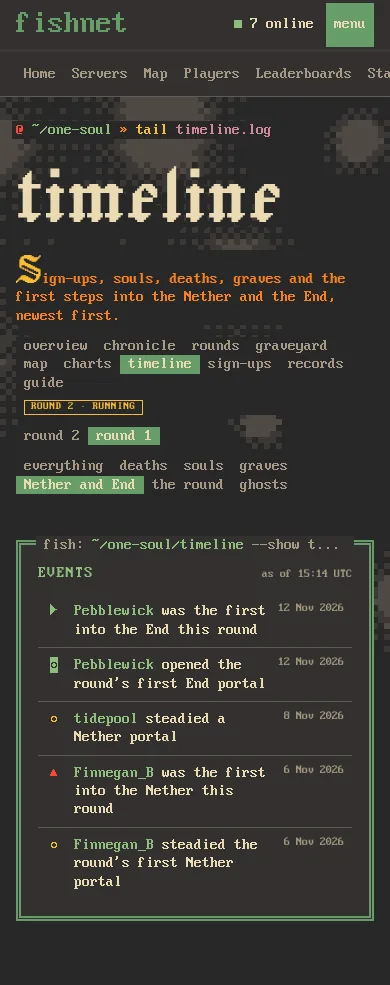 fishnet
7 online
menu
Home Servers Map Players Leaderboards Sta
@ ~/one-soul » tail timeline.log
timeline
Sign-ups, souls, deaths, graves and the
first steps into the Nether and the End,
newest first.
overview chronicle rounds graveyard
map charts timeline sign-ups records
guide
ROUND 2 · RUNNING
round 2 round 1
everything deaths souls graves
Nether and End the round ghosts
fish: ~/one-soul/timeline --show t...
EVENTS as of 15:14 UTC
Pebblewick was the first 12 Nov 2026
into the End this round
Pebblewick opened the 12 Nov 2026
round's first End portal
tidepool steadied a 8 Nov 2026
Nether portal
Finnegan_B was the first 6 Nov 2026
into the Nether this
round
Finnegan_B steadied the 6 Nov 2026
round's first Nether
portal